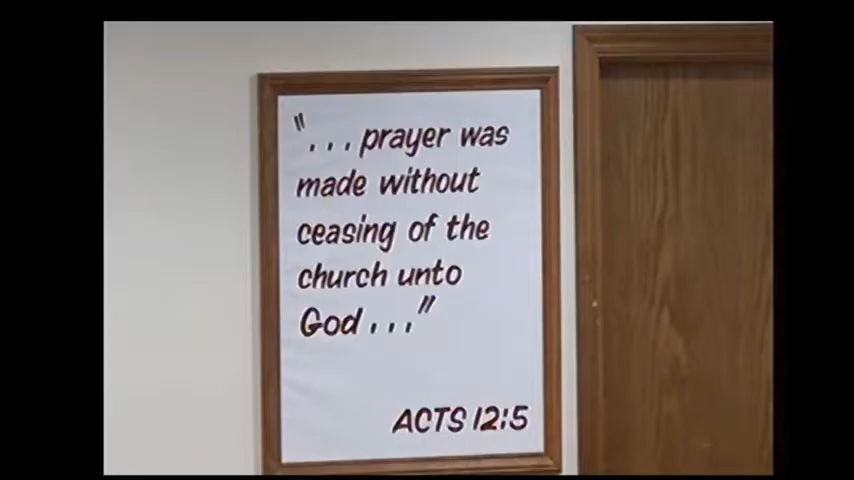 "... prayer was
made without
ceasing of the
church unto
God ..."
ACTS 12:5